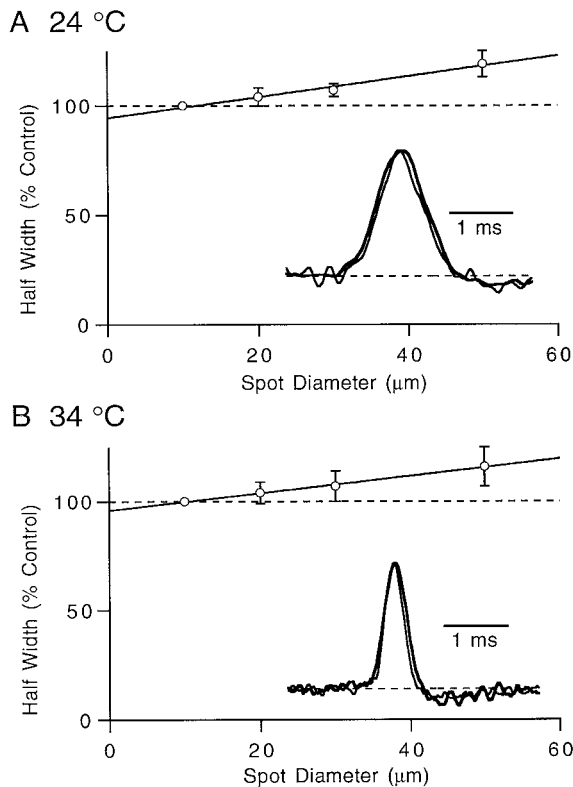 A 24 °C
Half Width (% Control)
100
50
0
1 ms
0 20 40 60
Spot Diameter (μm)
B 34 °C
Half Width (% Control)
100
50
0
1 ms
0 20 40 60
Spot Diameter (μm)